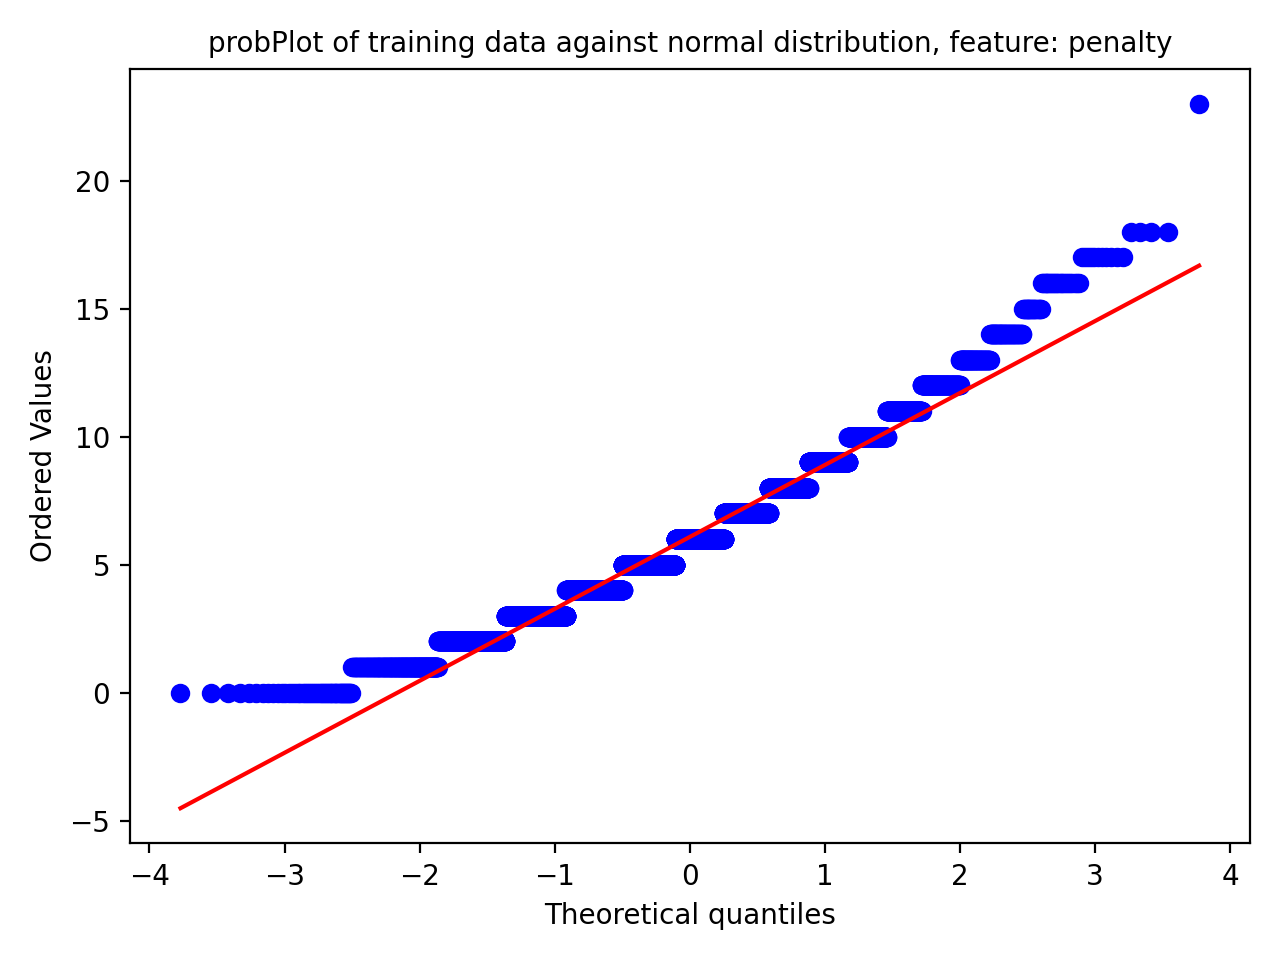 probPlot of training data against normal distribution, feature: penalty
Ordered Values
20
15
10
5
0
−5
−4 −3 −2 −1 0 1 2 3 4
Theoretical quantiles